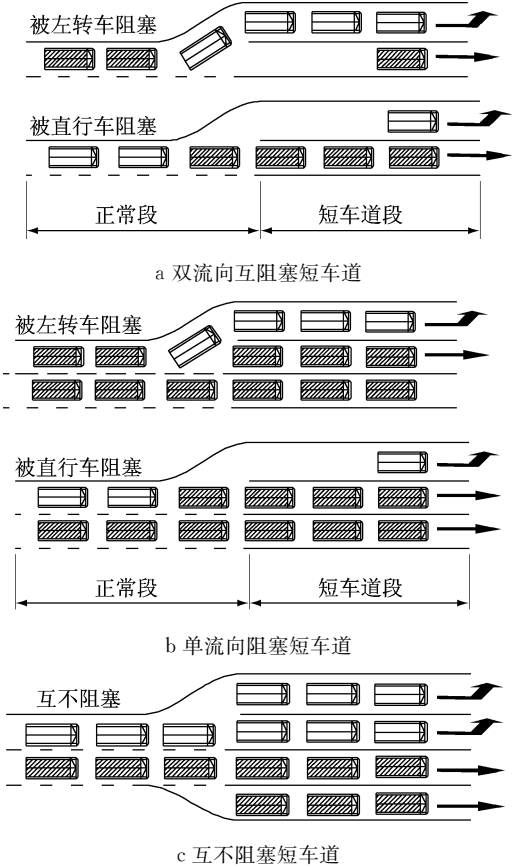 被左转车阻塞
被直行车阻塞
正常段 短车道段
a 双流向互阻塞短车道
被左转车阻塞
被直行车阻塞
正常段 短车道段
b 单流向阻塞短车道
互不阻塞
c 互不阻塞短车道